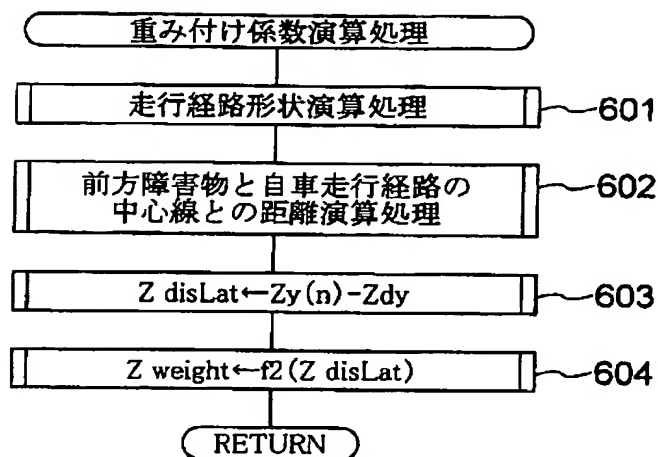 重み付け係数演算処理
走行経路形状演算処理
601
前方障害物と自車走行経路の
中心線との距離演算処理
602
Z disLat←Zy(n)-Zdy
603
Z weight←f2(Z disLat)
604
RETURN